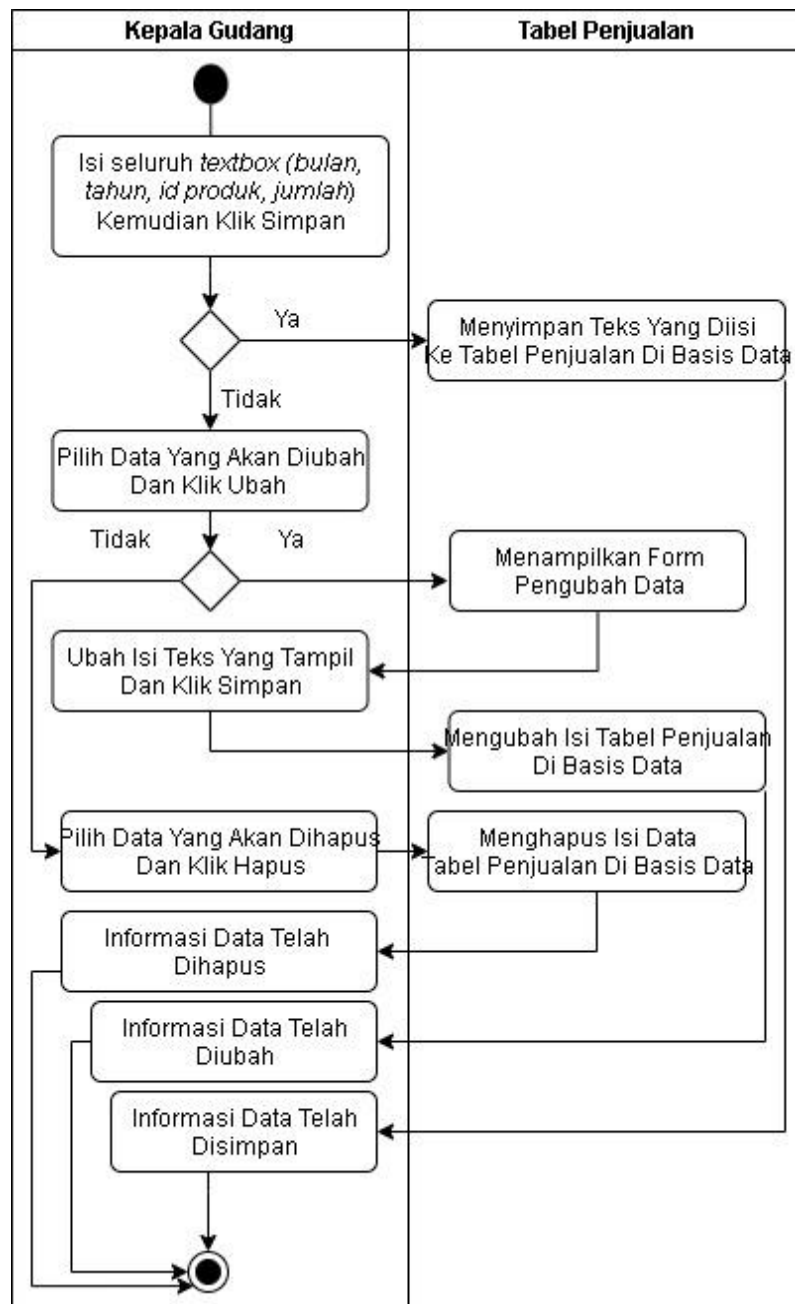 Kepala Gudang
Tabel Penjualan
Isi seluruh textbox (bulan,
tahun, id produk, jumlah)
Kemudian Klik Simpan
Ya
Menyimpan Teks Yang Diisi
Ke Tabel Penjualan Di Basis Data
Tidak
Pilih Data Yang Akan Diubah
Dan Klik Ubah
Tidak
Ya
Menampilkan Form
Pengubah Data
Ubah Isi Teks Yang Tampil
Dan Klik Simpan
Mengubah Isi Tabel Penjualan
Di Basis Data
Pilih Data Yang Akan Dihapus
Dan Klik Hapus
Menghapus Isi Data
Tabel Penjualan Di Basis Data
Informasi Data Telah
Dihapus
Informasi Data Telah
Diubah
Informasi Data Telah
Disimpan